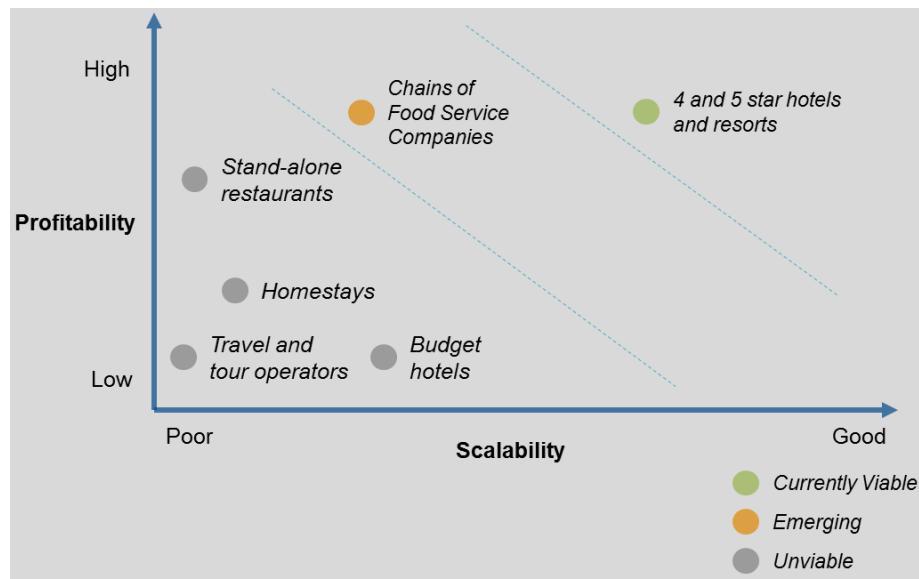 High
Chains of
Food Service
Companies
4 and 5 star hotels
and resorts
Stand-alone
restaurants
Profitability
Homestays
Travel and
tour operators
Budget
hotels
Low
Poor
Scalability
Good
Currently Viable
Emerging
Unviable